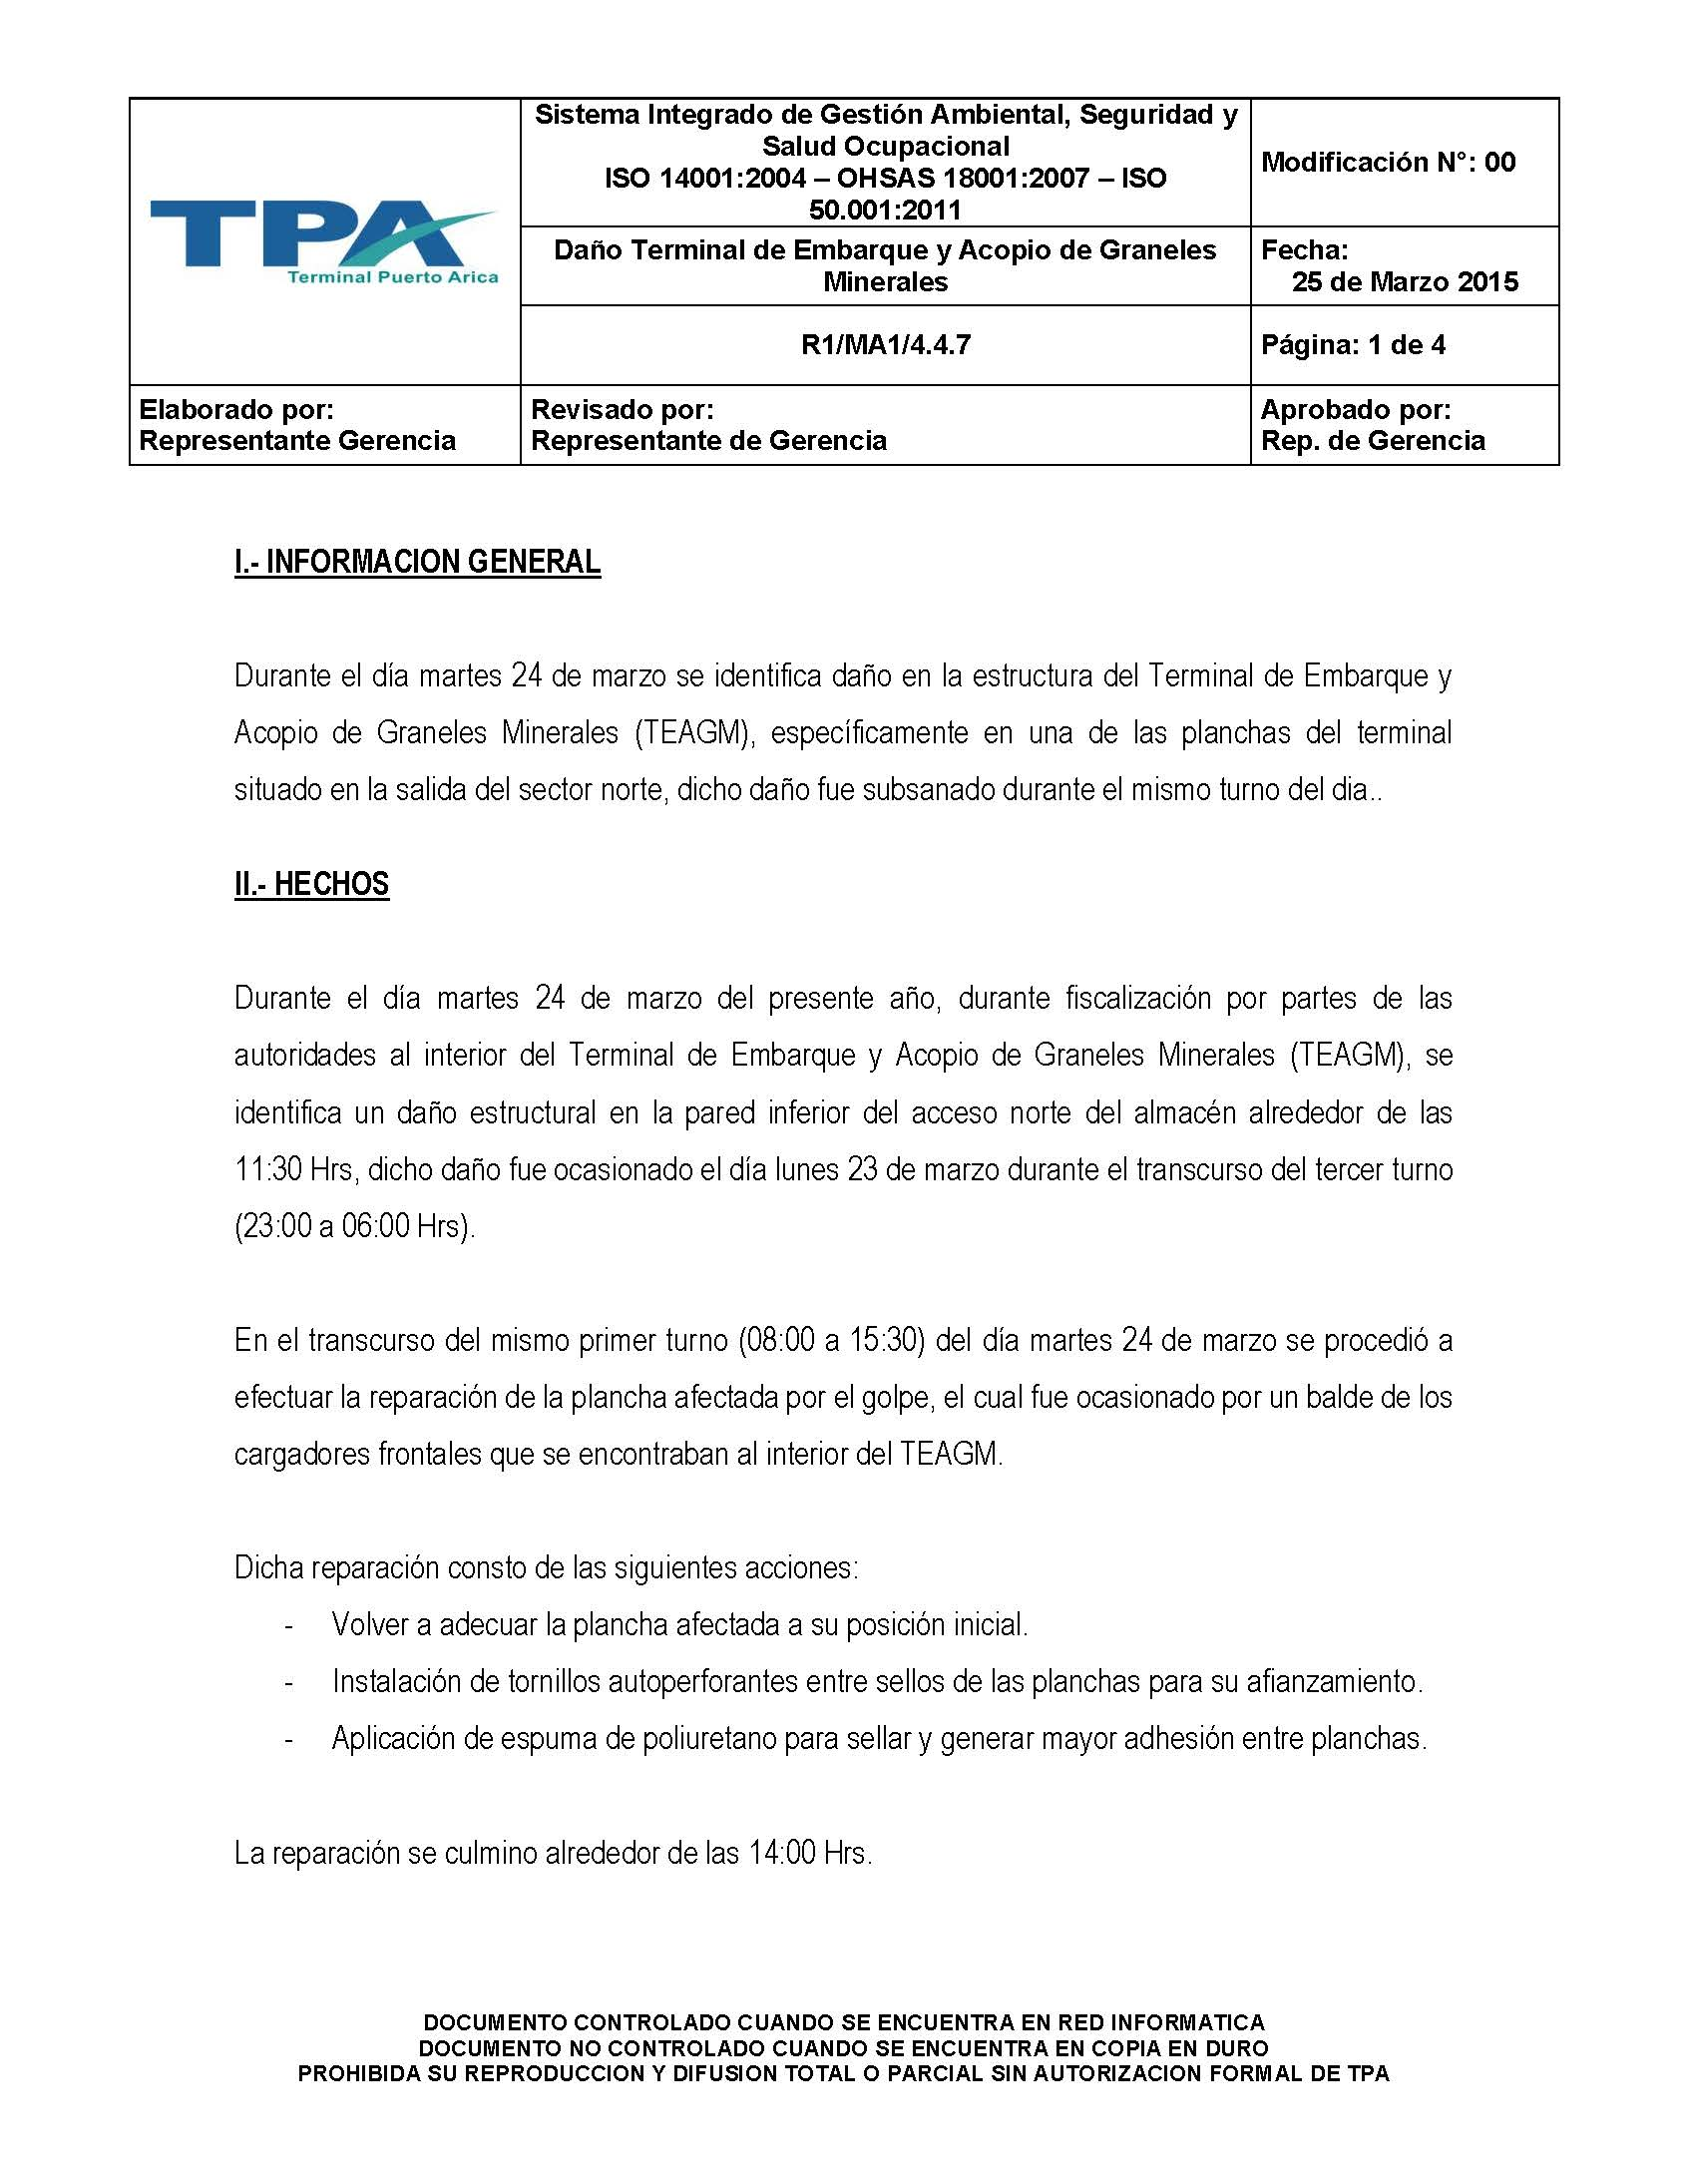 TPA
Terminal Puerto Arica
Sistema Integrado de Gestión Ambiental, Seguridad y
Salud Ocupacional
ISO 14001:2004 – OHSAS 18001:2007 – ISO
50.001:2011
Modificación N°: 00
Daño Terminal de Embarque y Acopio de Graneles
Minerales
Fecha:
25 de Marzo 2015
R1/MA1/4.4.7
Página: 1 de 4
Elaborado por:
Representante Gerencia
Revisado por:
Representante de Gerencia
Aprobado por:
Rep. de Gerencia
I.- INFORMACION GENERAL
Durante el día martes 24 de marzo se identifica daño en la estructura del Terminal de Embarque y
Acopio de Graneles Minerales (TEAGM), específicamente en una de las planchas del terminal
situado en la salida del sector norte, dicho daño fue subsanado durante el mismo turno del dia..
II.- HECHOS
Durante el día martes 24 de marzo del presente año, durante fiscalización por partes de las
autoridades al interior del Terminal de Embarque y Acopio de Graneles Minerales (TEAGM), se
identifica un daño estructural en la pared inferior del acceso norte del almacén alrededor de las
11:30 Hrs, dicho daño fue ocasionado el día lunes 23 de marzo durante el transcurso del tercer turno
(23:00 a 06:00 Hrs).
En el transcurso del mismo primer turno (08:00 a 15:30) del día martes 24 de marzo se procedió a
efectuar la reparación de la plancha afectada por el golpe, el cual fue ocasionado por un balde de los
cargadores frontales que se encontraban al interior del TEAGM.
Dicha reparación consto de las siguientes acciones:
- Volver a adecuar la plancha afectada a su posición inicial.
- Instalación de tornillos autoperforantes entre sellos de las planchas para su afianzamiento.
- Aplicación de espuma de poliuretano para sellar y generar mayor adhesión entre planchas.
La reparación se culmino alrededor de las 14:00 Hrs.
DOCUMENTO CONTROLADO CUANDO SE ENCUENTRA EN RED INFORMATICA
DOCUMENTO NO CONTROLADO CUANDO SE ENCUENTRA EN COPIA EN DURO
PROHIBIDA SU REPRODUCCION Y DIFUSION TOTAL O PARCIAL SIN AUTORIZACION FORMAL DE TPA